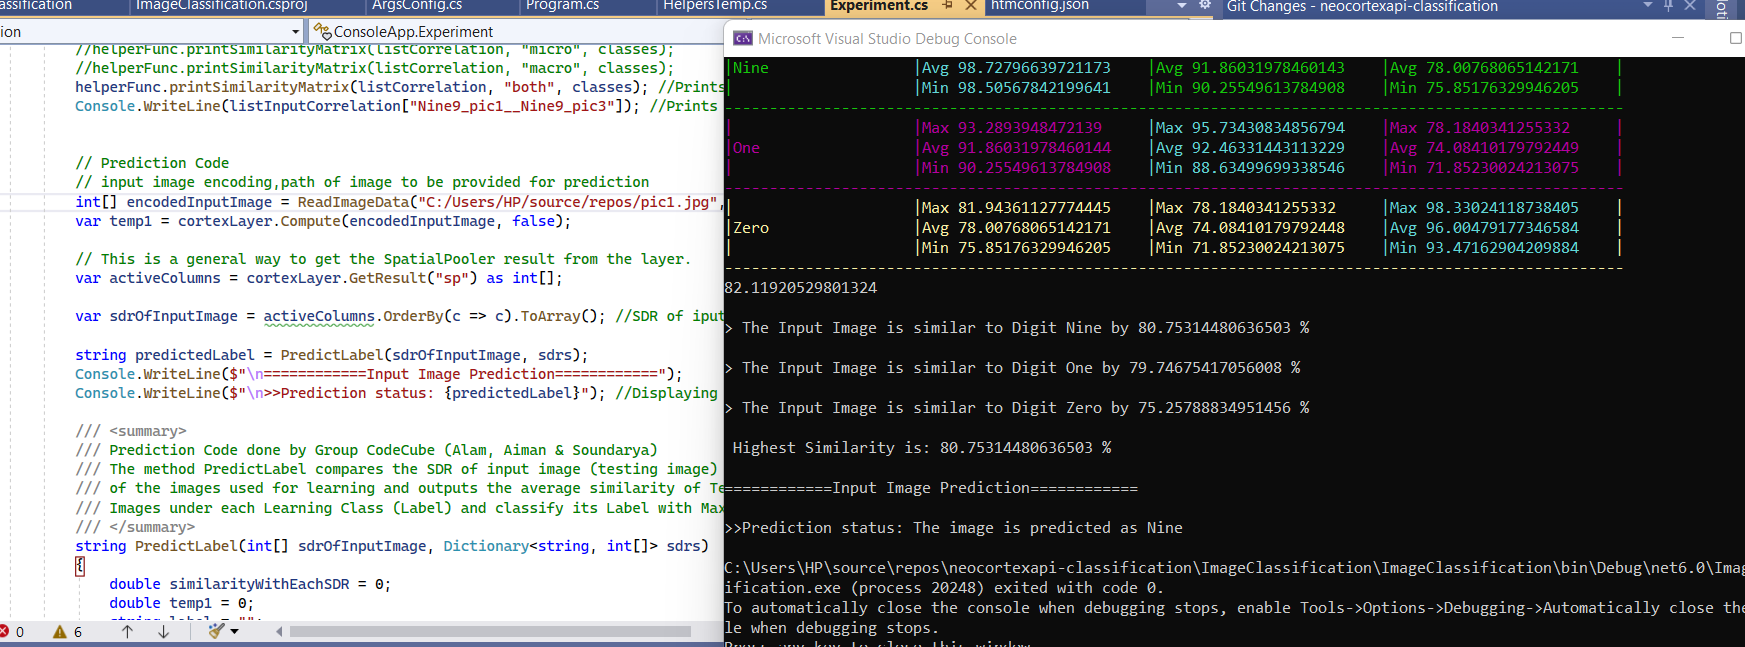 assification ImageClassification.csproj ArgsConfig.cs Program.cs HelpersTemp.cs Experiment.cs htmconfig.json Git Changes - neocortexapi-classification
ion ConsoleApp.Experiment
//helperFunc.printSimilarityMatrix(listCorrelation, "micro", classes);
//helperFunc.printSimilarityMatrix(listCorrelation, "macro", classes);
helperFunc.printSimilarityMatrix(listCorrelation, "both", classes); //Prints
Console.WriteLine(listInputCorrelation["Nine9_pic1__Nine9_pic3"]); //Prints
// Prediction Code
// input image encoding,path of image to be provided for prediction
int[] encodedInputImage = ReadImageData("C:/Users/HP/source/repos/pic1.jpg",
var temp1 = cortexLayer.Compute(encodedInputImage, false);
// This is a general way to get the SpatialPooler result from the layer.
var activeColumns = cortexLayer.GetResult("sp") as int[];
var sdrOfInputImage = activeColumns.OrderBy(c => c).ToArray(); //SDR of iput
string predictedLabel = PredictLabel(sdrOfInputImage, sdrs);
Console.WriteLine($"\n============Input Image Prediction============");
Console.WriteLine($"\n>>Prediction status: {predictedLabel}"); //Displaying
/// <summary>
/// Prediction Code done by Group CodeCube (Alam, Aiman & Soundarya)
/// The method PredictLabel compares the SDR of input image (testing image)
/// of the images used for learning and outputs the average similarity of Te
/// Images under each Learning Class (Label) and classify its Label with Max
/// </summary>
string PredictLabel(int[] sdrOfInputImage, Dictionary<string, int[]> sdrs)
{
double similarityWithEachSDR = 0;
double temp1 = 0;
string label = "";
0 6
Microsoft Visual Studio Debug Console
|Nine |Avg 98.72796639721173 |Avg 91.86031978460143 |Avg 78.00768065142171 |
| |Min 98.50567842199641 |Min 90.25549613784908 |Min 75.85176329946205 |
----------------------------------------------------------------------------------------------------
| |Max 93.2893948472139 |Max 95.73430834856794 |Max 78.1840341255332 |
|One |Avg 91.86031978460144 |Avg 92.46331443113229 |Avg 74.08410179792449 |
| |Min 90.25549613784908 |Min 88.63499699338546 |Min 71.85230024213075 |
----------------------------------------------------------------------------------------------------
| |Max 81.94361127774445 |Max 78.1840341255332 |Max 98.33024118738405 |
|Zero |Avg 78.00768065142171 |Avg 74.08410179792448 |Avg 96.00479177346584 |
| |Min 75.85176329946205 |Min 71.85230024213075 |Min 93.47162904209884 |
----------------------------------------------------------------------------------------------------
82.11920529801324
> The Input Image is similar to Digit Nine by 80.75314480636503 %
> The Input Image is similar to Digit One by 79.74675417056008 %
> The Input Image is similar to Digit Zero by 75.25788834951456 %
Highest Similarity is: 80.75314480636503 %
============Input Image Prediction============
>>Prediction status: The image is predicted as Nine
C:\Users\HP\source\repos\neocortexapi-classification\ImageClassification\ImageClassification\bin\Debug\net6.0\Imag
ification.exe (process 20248) exited with code 0.
To automatically close the console when debugging stops, enable Tools->Options->Debugging->Automatically close the
le when debugging stops.
Press any key to close this window